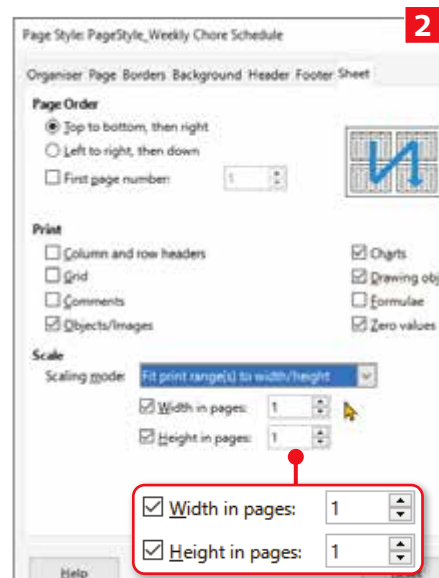 2
Page Style: PageStyle_Weekly Chore Schedule
Organiser Page Borders Background Header Footer Sheet
Page Order
Top to bottom, then right
Left to right, then down
First page number: 1
Print
Column and row headers
Charts
Grid
Drawing obj
Comments
Formulae
Objects/Images
Zero values
Scale
Scaling mode: Fit print range(s) to width/height
Width in pages: 1
Height in pages: 1
Width in pages: 1
Height in pages: 1
Help